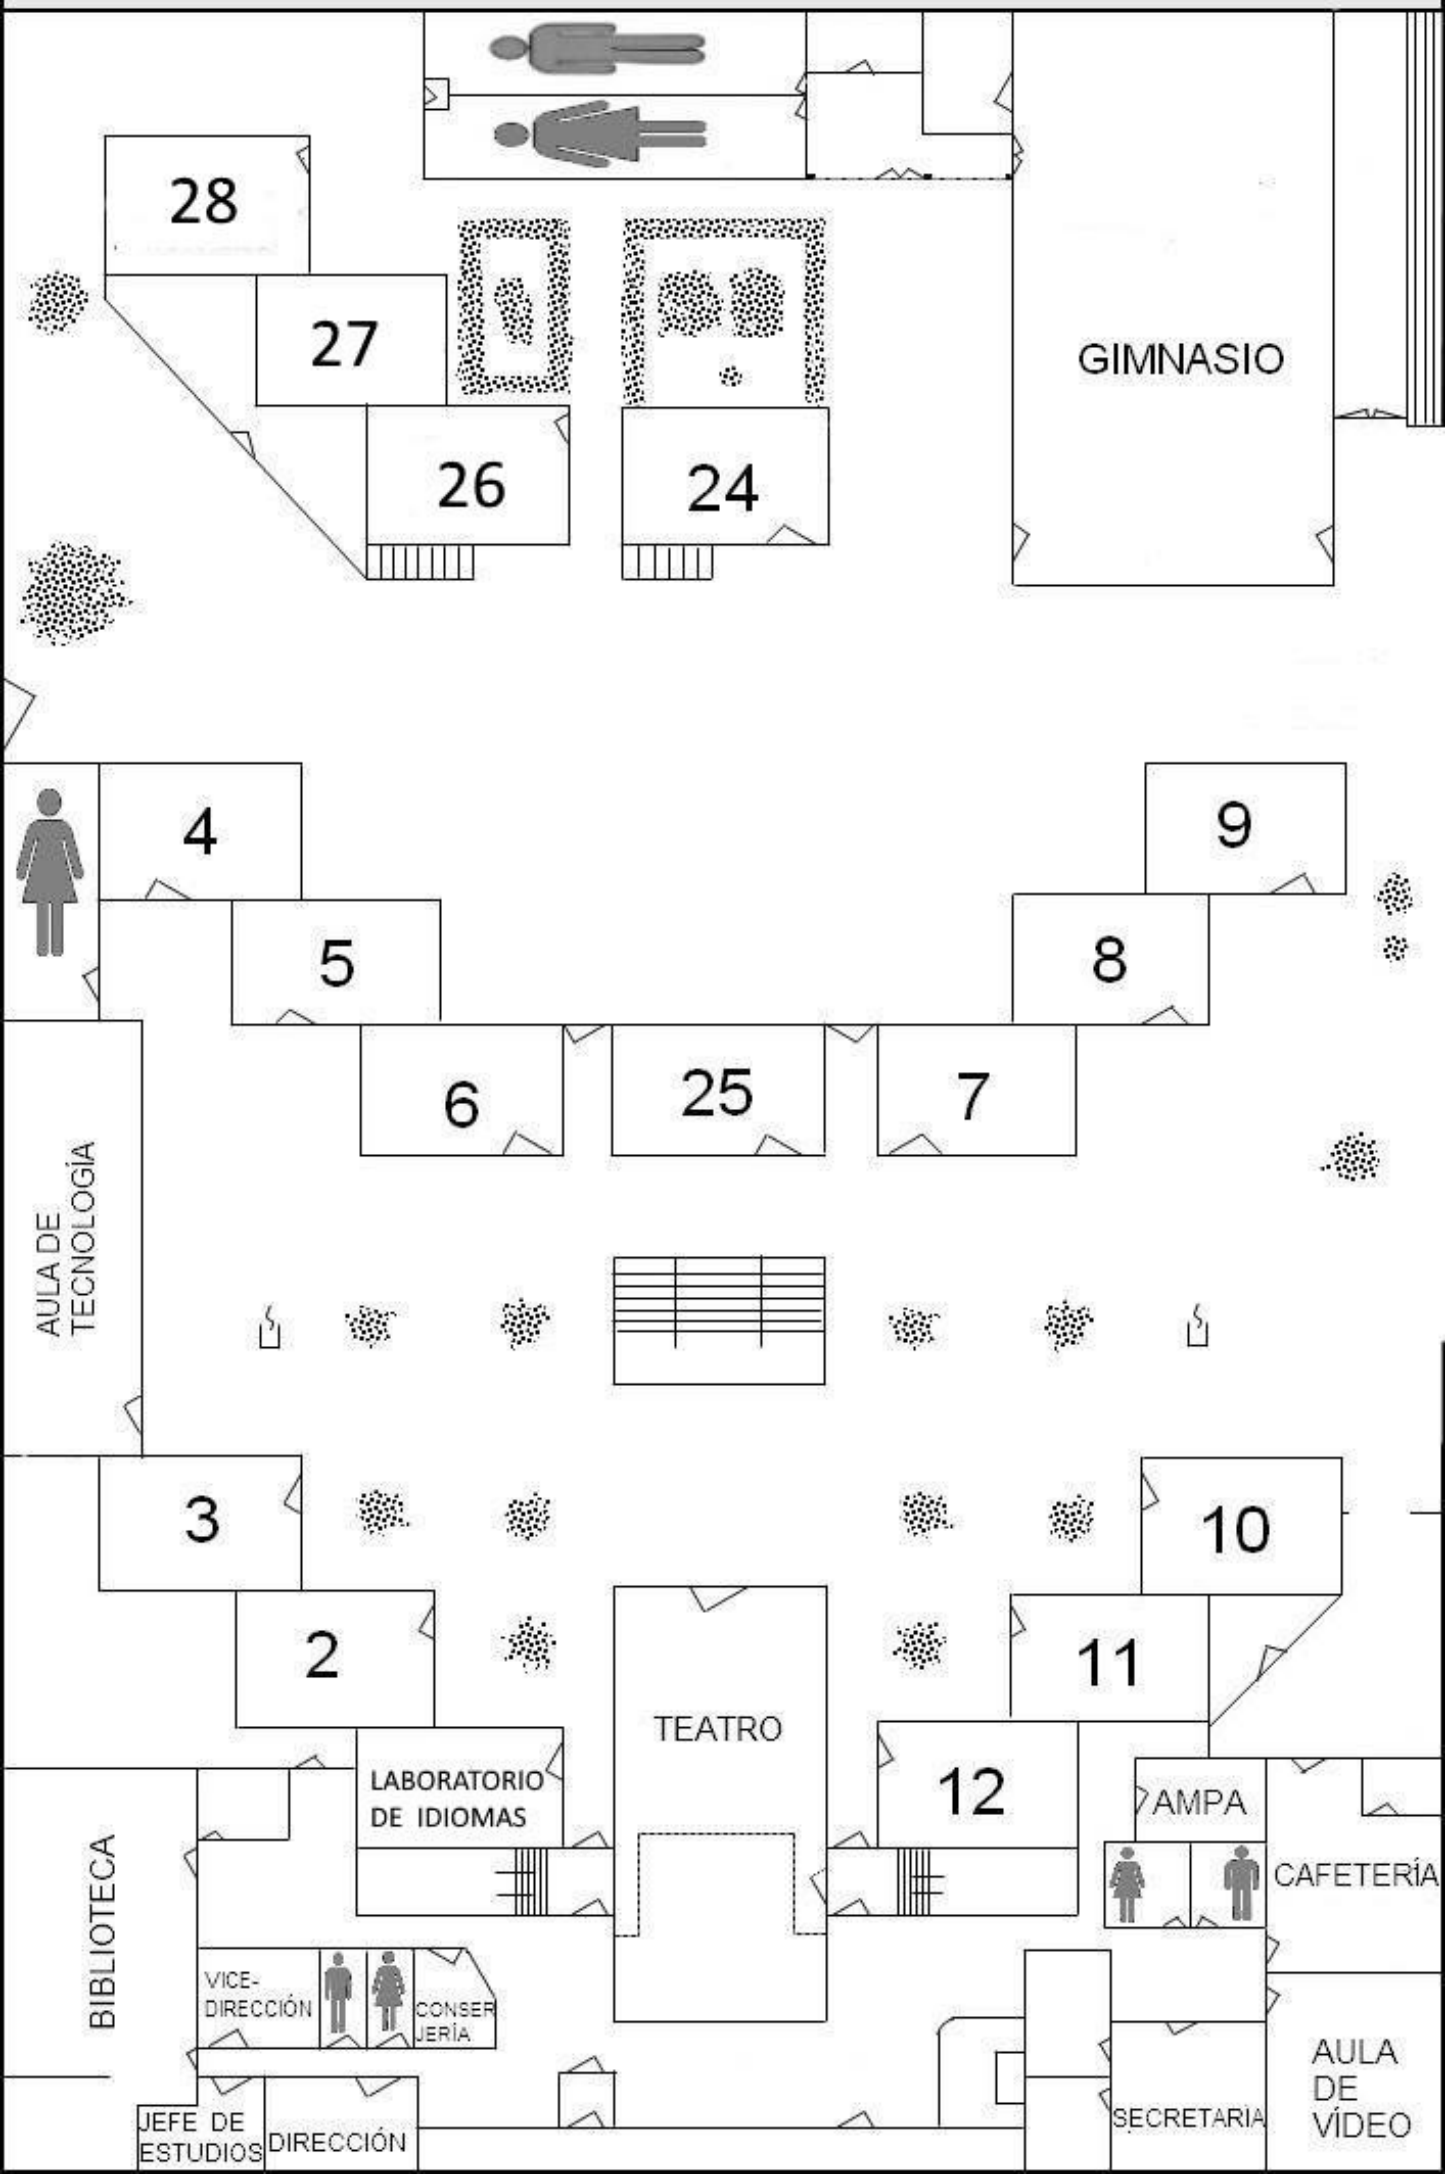 28
27
GIMNASIO
26
24
4
9
5
8
6
25
7
AULA DE
TECNOLOGÍA
3
10
2
11
TEATRO
LABORATORIO
DE IDIOMAS
12
AMPA
CAFETERÍA
BIBLIOTECA
VICE-
DIRECCIÓN
CONSER
JERÍA
AULA
DE
VÍDEO
JEFE DE
ESTUDIOS
DIRECCIÓN
SECRETARIA